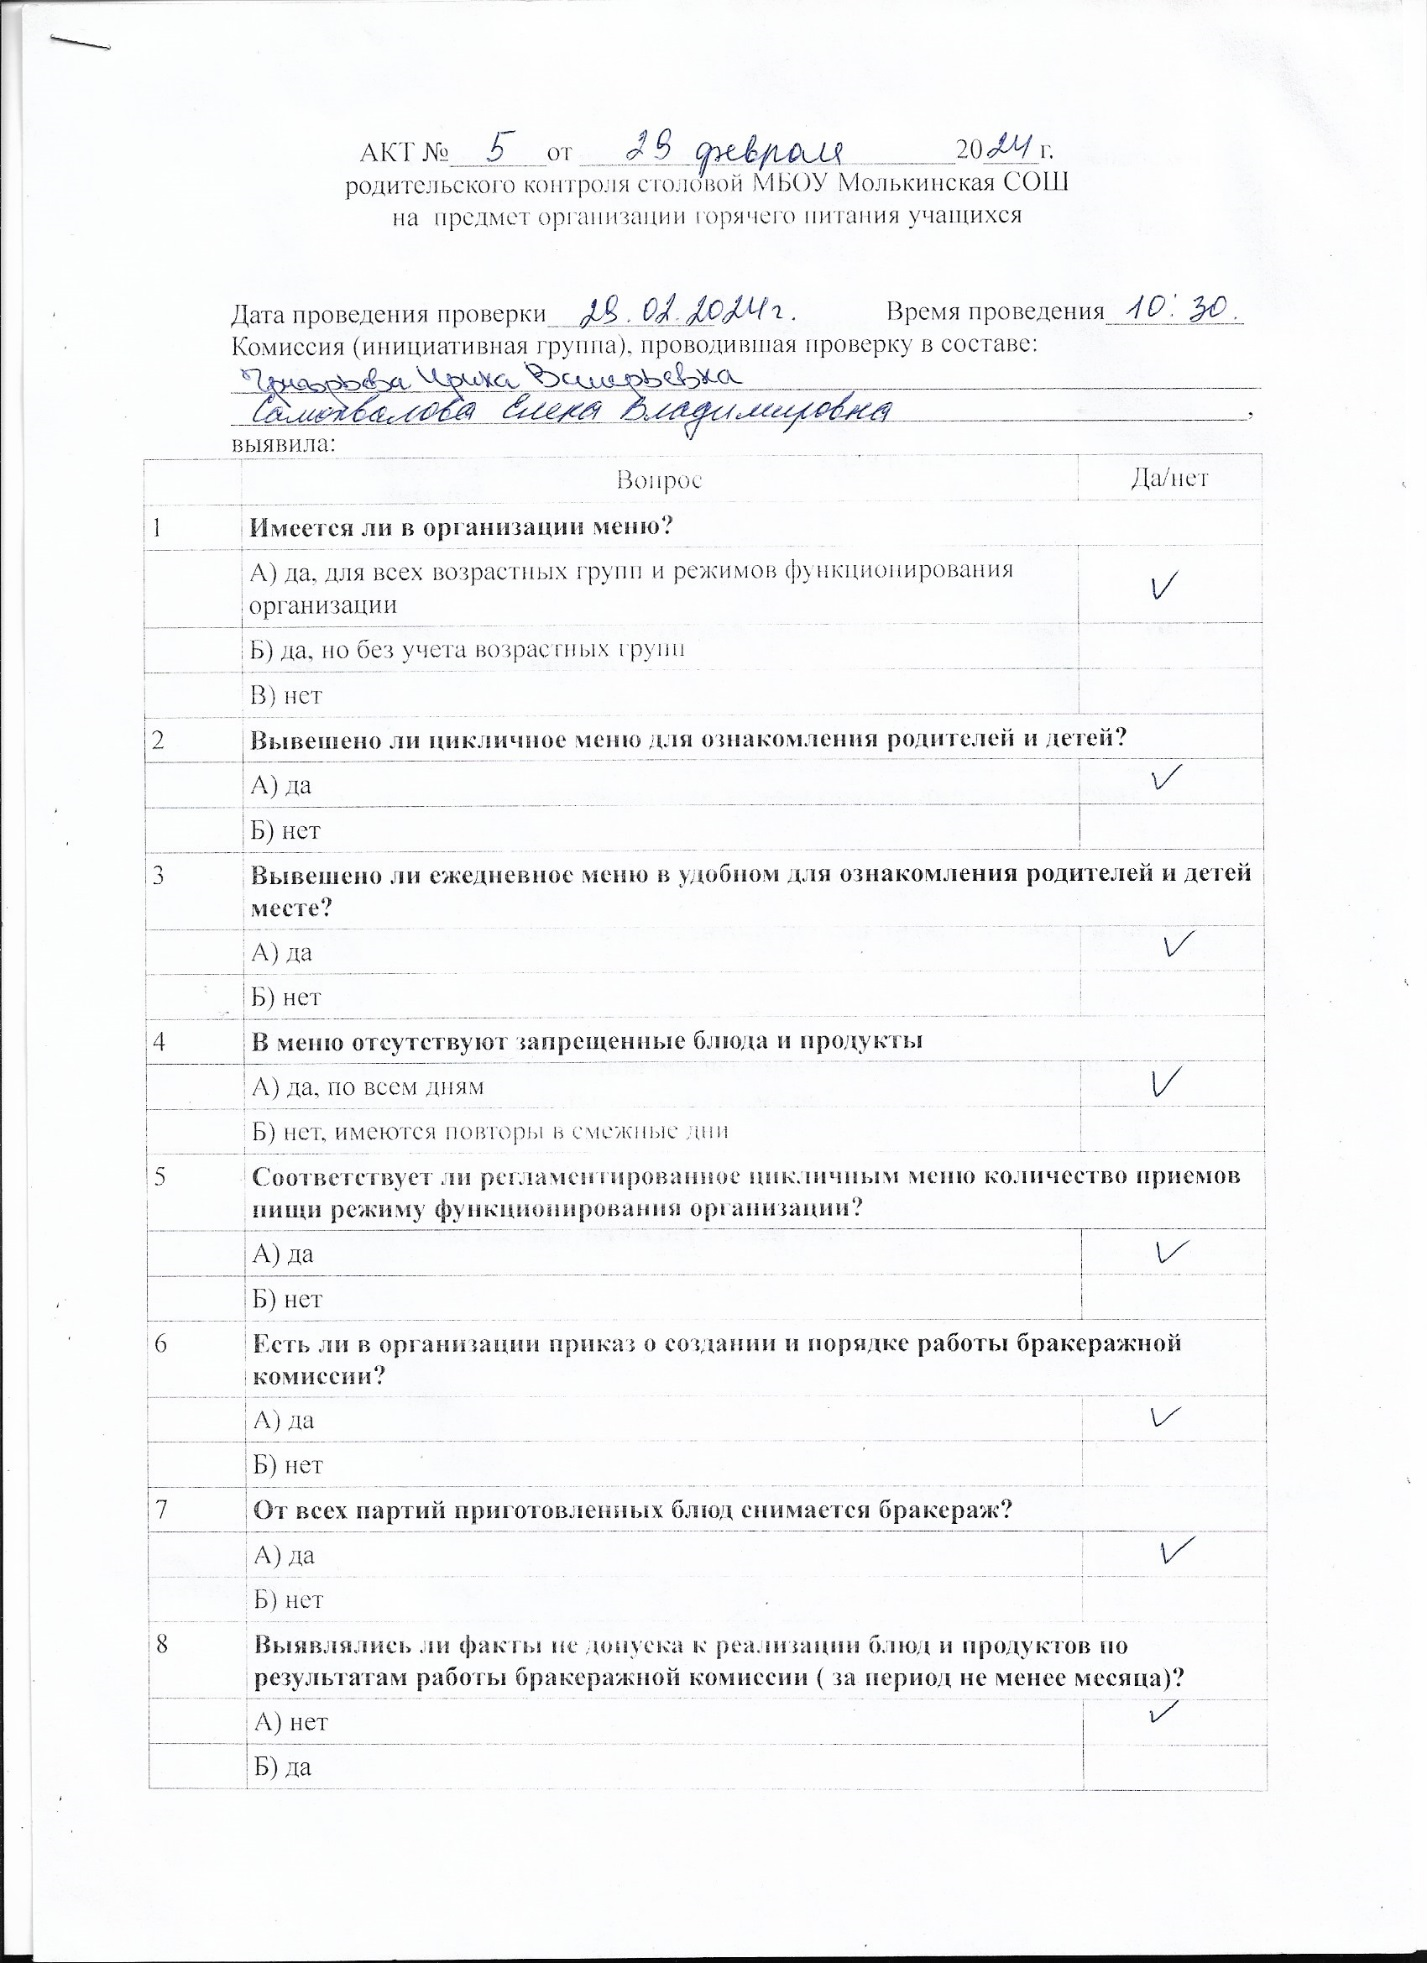 АКТ № 5 от 29 февраля 2024 г.
родительского контроля столовой МБОУ Молькинская СОШ
на предмет организации горячего питания учащихся
Дата проведения проверки 29.02.2024 г. Время проведения 10:30.
Комиссия (инициативная группа), проводившая проверку в составе:
Ирина Валерьевна
Самохвалова Елена Владимировна,
выявила:
Вопрос Да/нет
1 Имеется ли в организации меню?
А) да, для всех возрастных групп и режимов функционирования ✓
организации
Б) да, но без учета возрастных групп
В) нет
2 Вывешено ли цикличное меню для ознакомления родителей и детей?
А) да ✓
Б) нет
3 Вывешено ли ежедневное меню в удобном для ознакомления родителей и детей
месте?
А) да ✓
Б) нет
4 В меню отсутствуют запрещенные блюда и продукты
А) да, по всем дням ✓
Б) нет, имеются повторы в смежные дни
5 Соответствует ли регламентированное цикличным меню количество приемов
пищи режиму функционирования организации?
А) да ✓
Б) нет
6 Есть ли в организации приказ о создании и порядке работы бракеражной
комиссии?
А) да ✓
Б) нет
7 От всех партий приготовленных блюд снимается бракераж?
А) да ✓
Б) нет
8 Выявлялись ли факты не допуска к реализации блюд и продуктов по
результатам работы бракеражной комиссии ( за период не менее месяца)?
А) нет ✓
Б) да